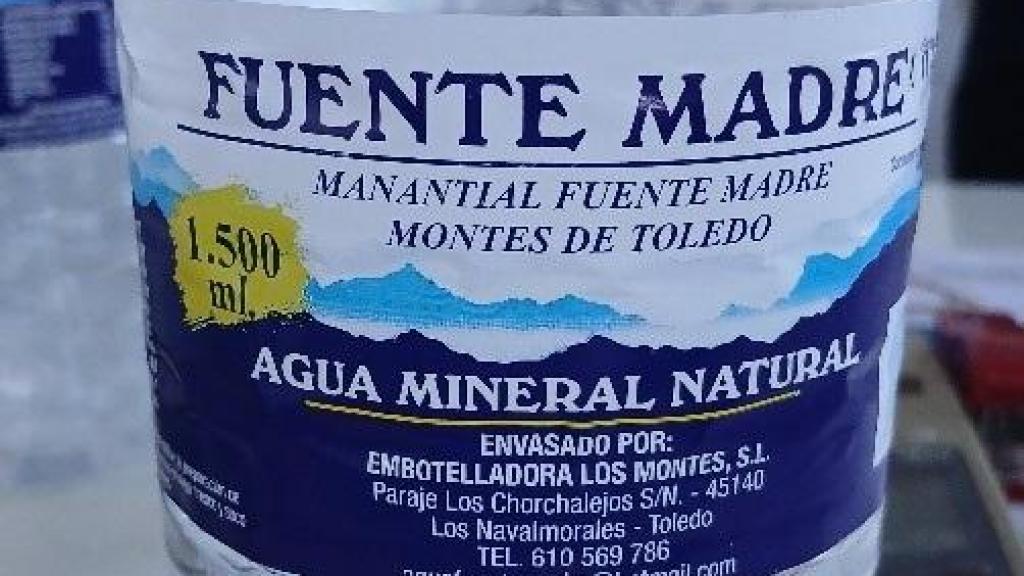 FUENTE MADRE
MANANTIAL FUENTE MADRE
MONTES DE TOLEDO
1.500
ml.
AGUA MINERAL NATURAL
ENVASADO POR:
EMBOTELLADORA LOS MONTES, S.L.
Paraje Los Chorchalejos S/N. - 45140
Los Navalmorales - Toledo
TEL. 610 569 786